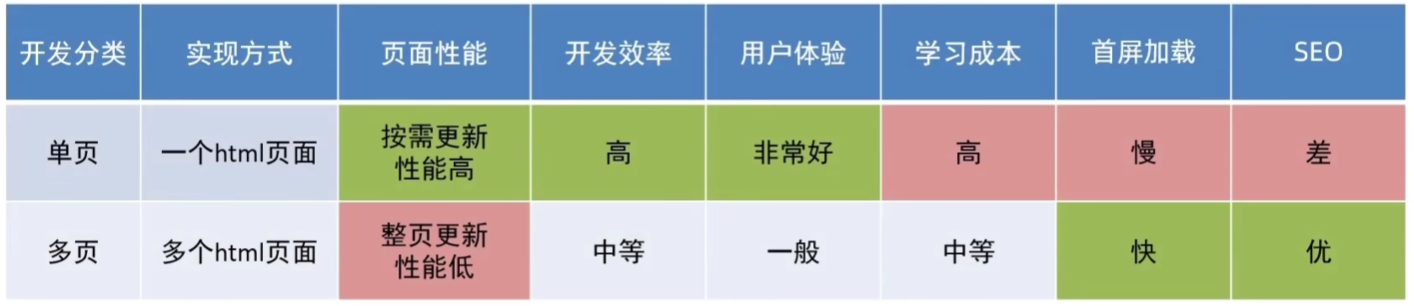 开发分类 实现方式 页面性能 开发效率 用户体验 学习成本 首屏加载 SEO
单页 一个html页面 按需更新 高 非常好 高 慢 差
性能高
多页 多个html页面 整页更新 中等 一般 中等 快 优
性能低